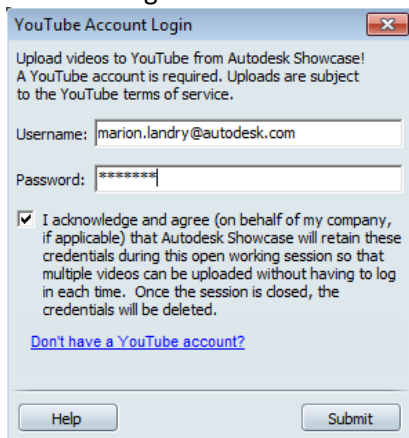 YouTube Account Login
Upload videos to YouTube from Autodesk Showcase!
A YouTube account is required. Uploads are subject
to the YouTube terms of service.
Username: marion.landry@autodesk.com
Password: *******
I acknowledge and agree (on behalf of my company,
if applicable) that Autodesk Showcase will retain these
credentials during this open working session so that
multiple videos can be uploaded without having to log
in each time. Once the session is closed, the
credentials will be deleted.
Don't have a YouTube account?
Help Submit